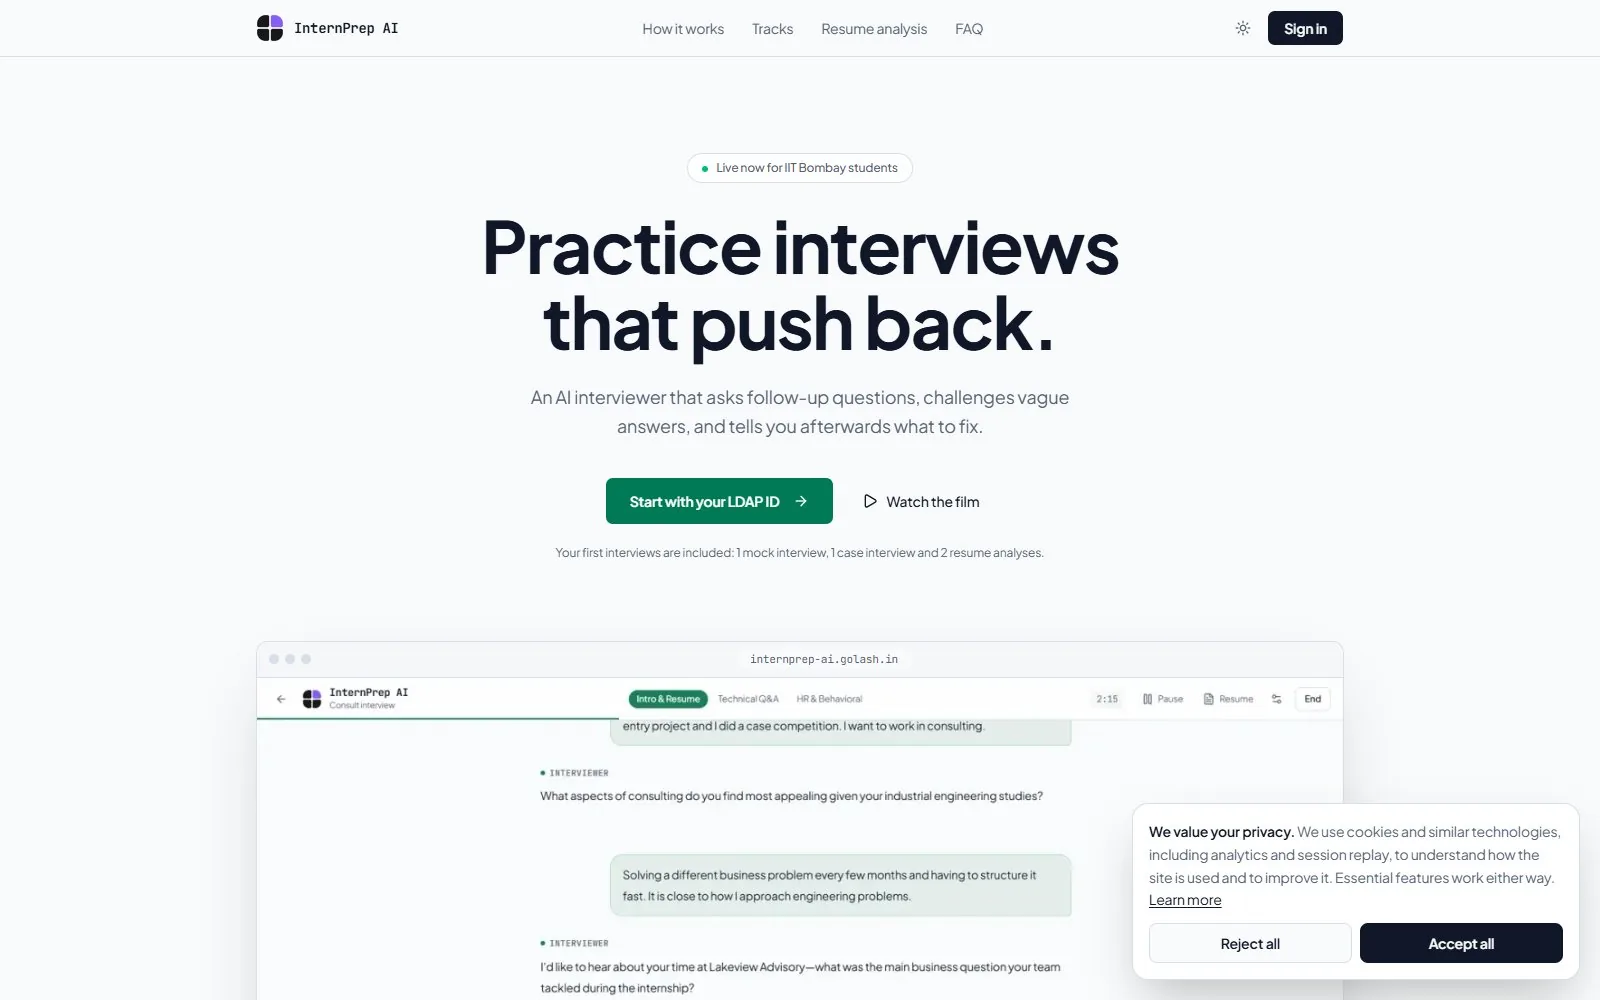 InternPrep AI
How it works
Tracks
Resume analysis
FAQ
Sign in
Live now for IIT Bombay students
Practice interviews
that push back.
An AI interviewer that asks follow-up questions, challenges vague
answers, and tells you afterwards what to fix.
Start with your LDAP ID
Watch the film
Your first interviews are included: 1 mock interview, 1 case interview and 2 resume analyses.
internprep-ai.golash.in
InternPrep AI
Consult interview
Intro & Resume
Technical Q&A
HR & Behavioral
2:15
Pause
Resume
End
entry project and I did a case competition. I want to work in consulting.
INTERVIEWER
What aspects of consulting do you find most appealing given your industrial engineering studies?
Solving a different business problem every few months and having to structure it
fast. It is close to how I approach engineering problems.
INTERVIEWER
I'd like to hear about your time at Lakeview Advisory—what was the main business question your team
tackled during the internship?
We value your privacy. We use cookies and similar technologies,
including analytics and session replay, to understand how the
site is used and to improve it. Essential features work either way.
Learn more
Reject all
Accept all